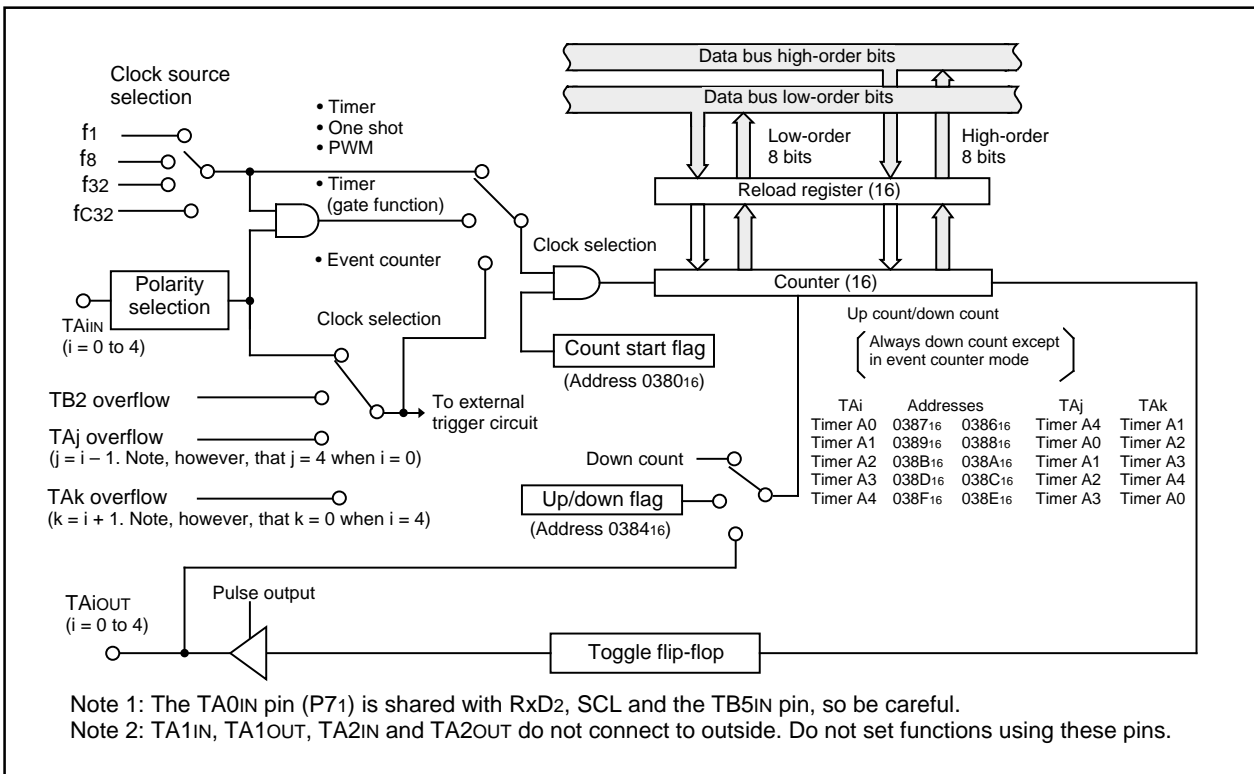 Clock source
selection
f1
f8
f32
fC32
• Timer
• One shot
• PWM
• Timer
(gate function)
• Event counter
Data bus high-order bits
Data bus low-order bits
Low-order
8 bits
High-order
8 bits
Reload register (16)
Clock selection
Counter (16)
Polarity
selection
TAiIN
(i = 0 to 4)
Clock selection
Count start flag
(Address 038016)
Up count/down count
Always down count except
in event counter mode
TB2 overflow
To external
trigger circuit
TAj overflow
(j = i – 1. Note, however, that j = 4 when i = 0)
TAk overflow
(k = i + 1. Note, however, that k = 0 when i = 4)
Down count
Up/down flag
(Address 038416)
TAi Addresses TAj TAk
Timer A0 038716 038616 Timer A4 Timer A1
Timer A1 038916 038816 Timer A0 Timer A2
Timer A2 038B16 038A16 Timer A1 Timer A3
Timer A3 038D16 038C16 Timer A2 Timer A4
Timer A4 038F16 038E16 Timer A3 Timer A0
Pulse output
TAiOUT
(i = 0 to 4)
Toggle flip-flop
Note 1: The TA0IN pin (P71) is shared with RxD2, SCL and the TB5IN pin, so be careful.
Note 2: TA1IN, TA1OUT, TA2IN and TA2OUT do not connect to outside. Do not set functions using these pins.